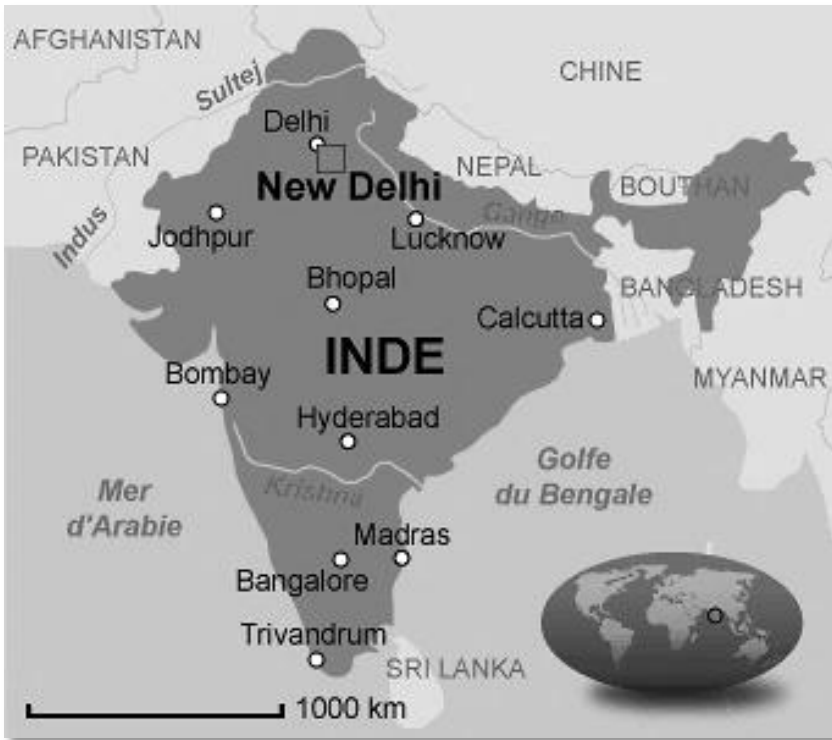 AFGHANISTAN
CHINE
Sultej
Delhi
PAKISTAN
NEPAL
New Delhi
BOUTHAN
Gange
Indus
Jodhpur
Lucknow
Bhopal
BANGLADESH
Calcutta
INDE
Bombay
MYANMAR
Hyderabad
Golfe
du Bengale
Mer
d'Arabie
Krishna
Madras
Bangalore
Trivandrum
SRI LANKA
1000 km